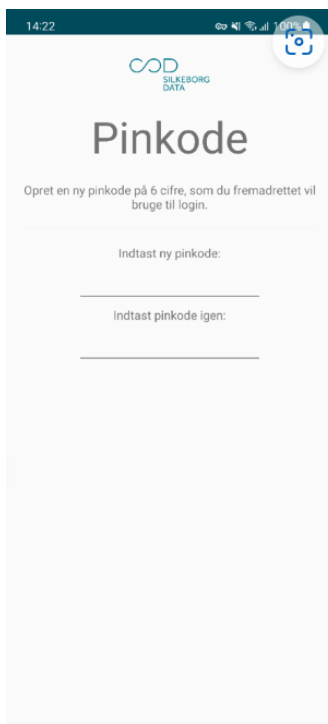 14:22
100%
SILKEBORG
DATA
Pinkode
Opret en ny pinkode på 6 cifre, som du fremadrettet vil
bruge til login.
Indtast ny pinkode:
Indtast pinkode igen: